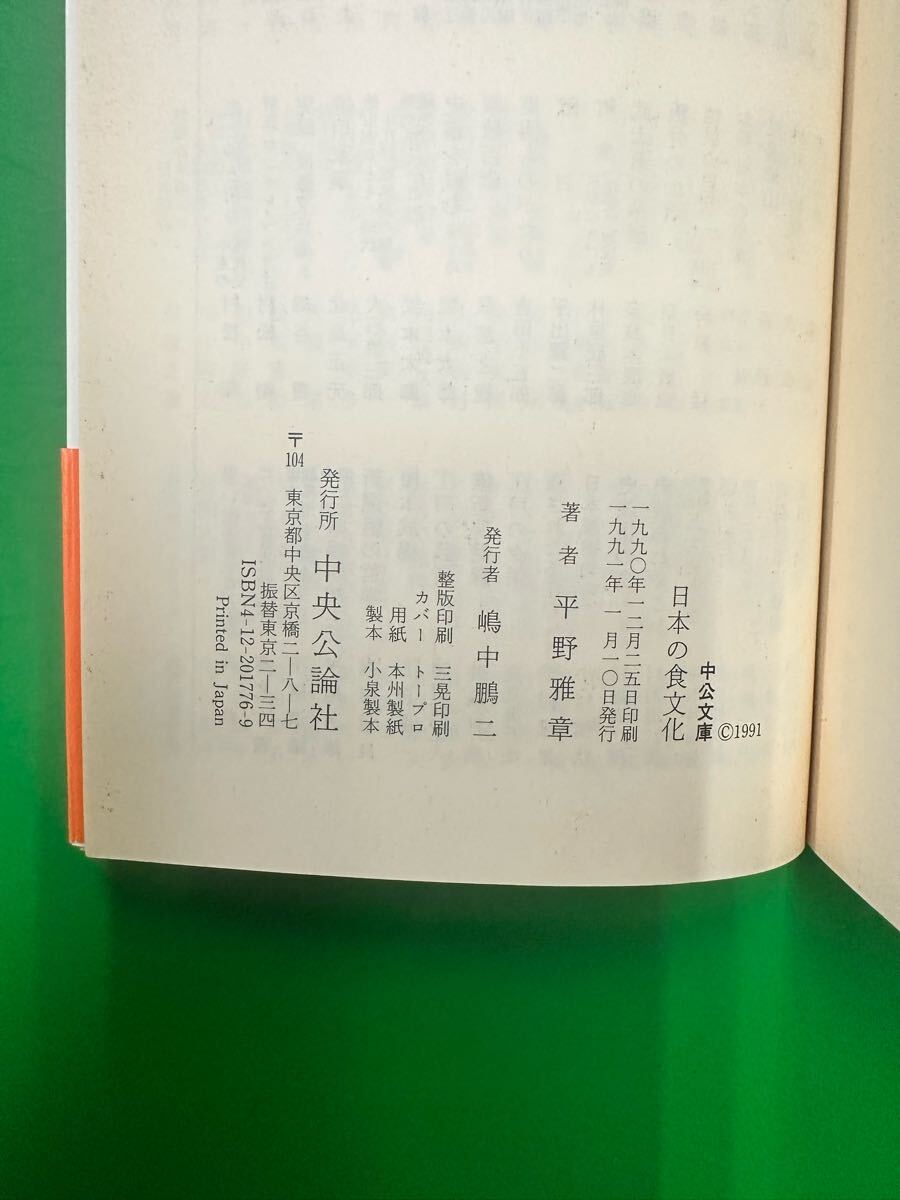 中公文庫 ©1991
日本の食文化
一九九〇年一二月二五日印刷
一九九一年 一月一〇日発行
著者 平野雅章
発行者 嶋中鵬二
整版印刷 三晃印刷
カバー トープロ
用紙 本州製紙
製本 小泉製本
発行所 中央公論社
〒104 東京都中央区京橋二―八―七
振替東京二―三四
ISBN4-12-201776-9
Printed in Japan